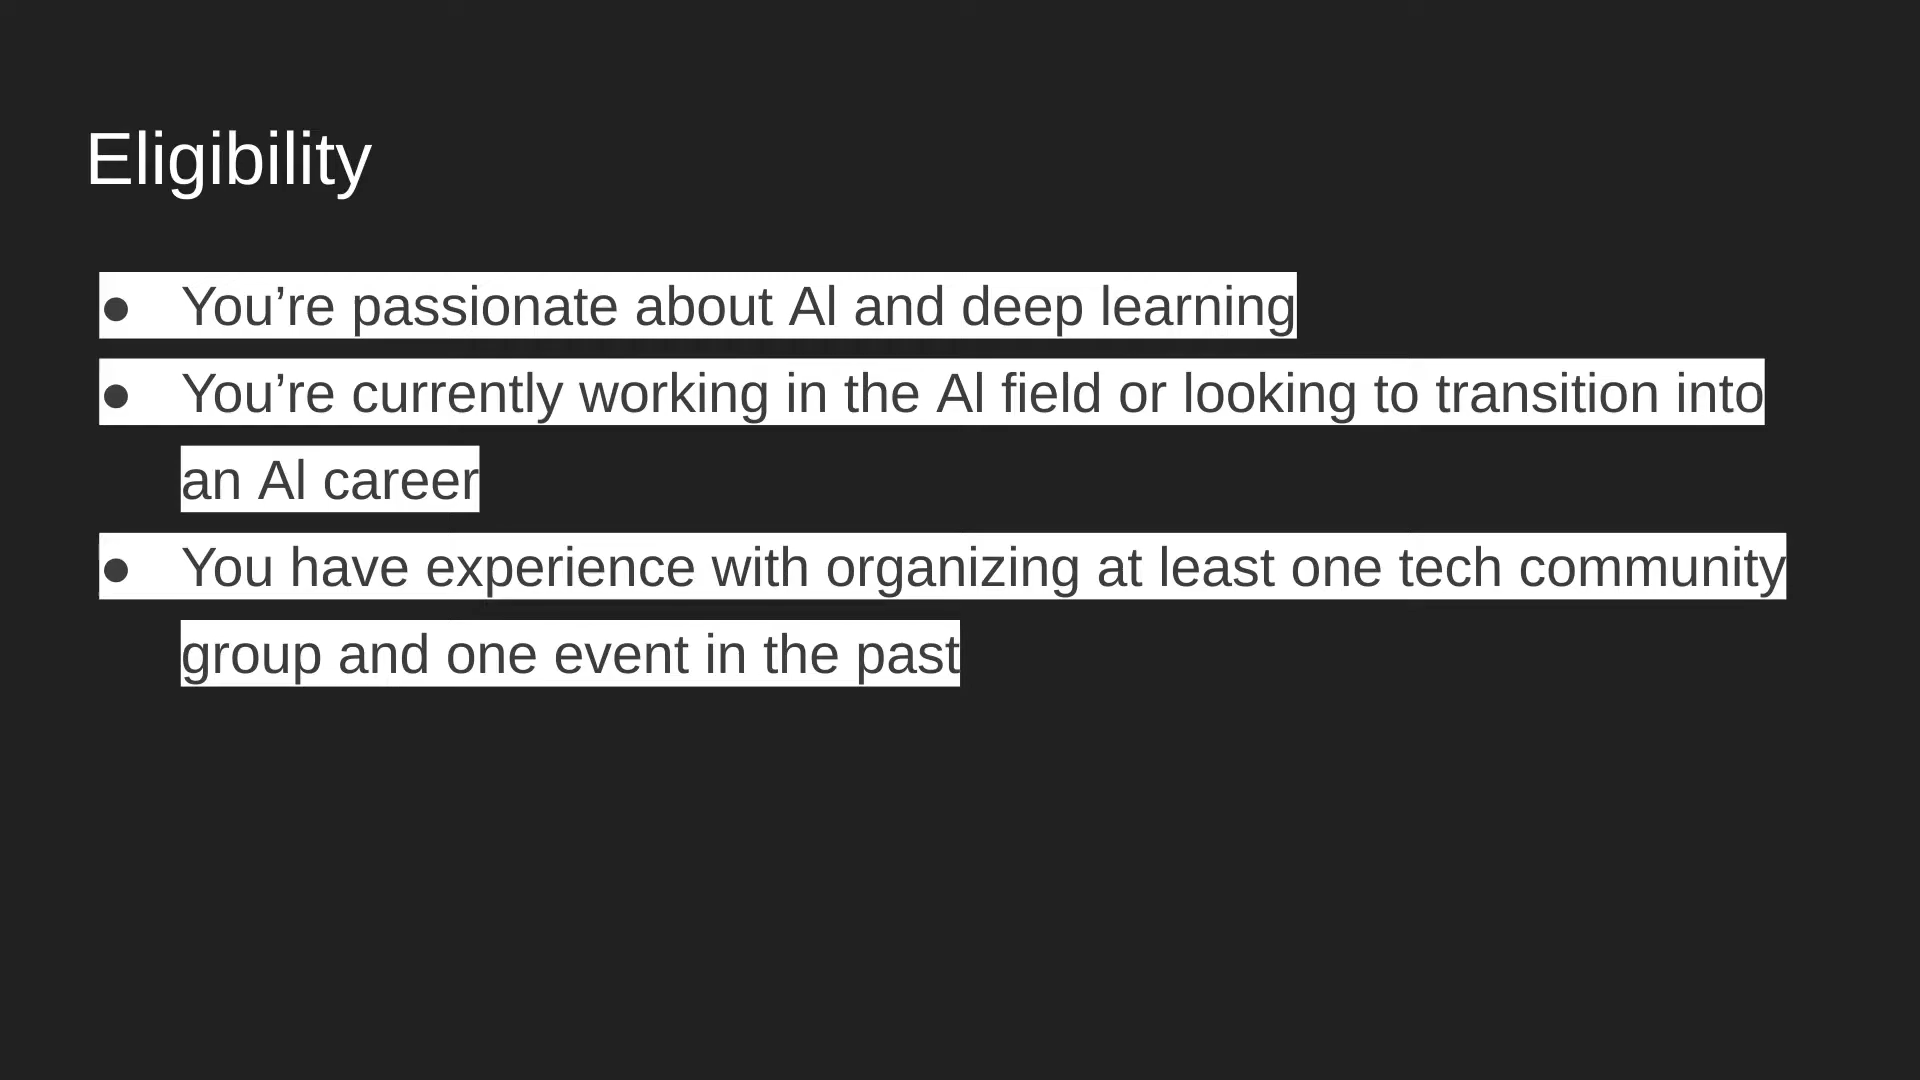 Eligibility
● You’re passionate about AI and deep learning
● You’re currently working in the AI field or looking to transition into
an AI career
● You have experience with organizing at least one tech community
group and one event in the past